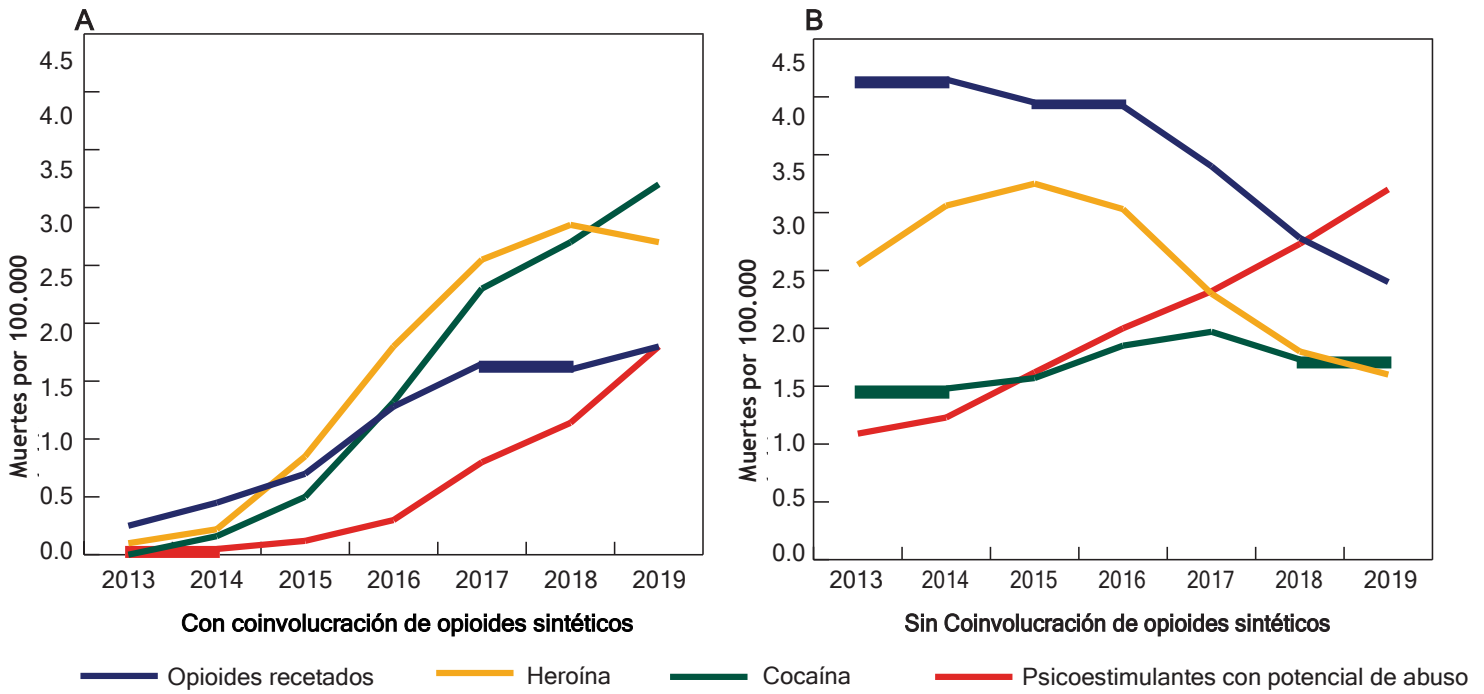 A
4.5
4.0
3.5
3.0
2.5
2.0
1.5
1.0
0.5
0.0
Muertes por 100.000
2013 2014 2015 2016 2017 2018 2019
Con coinvolucración de opioides sintéticos
B
4.5
4.0
3.5
3.0
2.5
2.0
1.5
1.0
0.5
0.0
Muertes por 100.000
2013 2014 2015 2016 2017 2018 2019
Sin Coinvolucración de opioides sintéticos
Opioides recetados Heroína Cocaína Psicoestimulantes con potencial de abuso